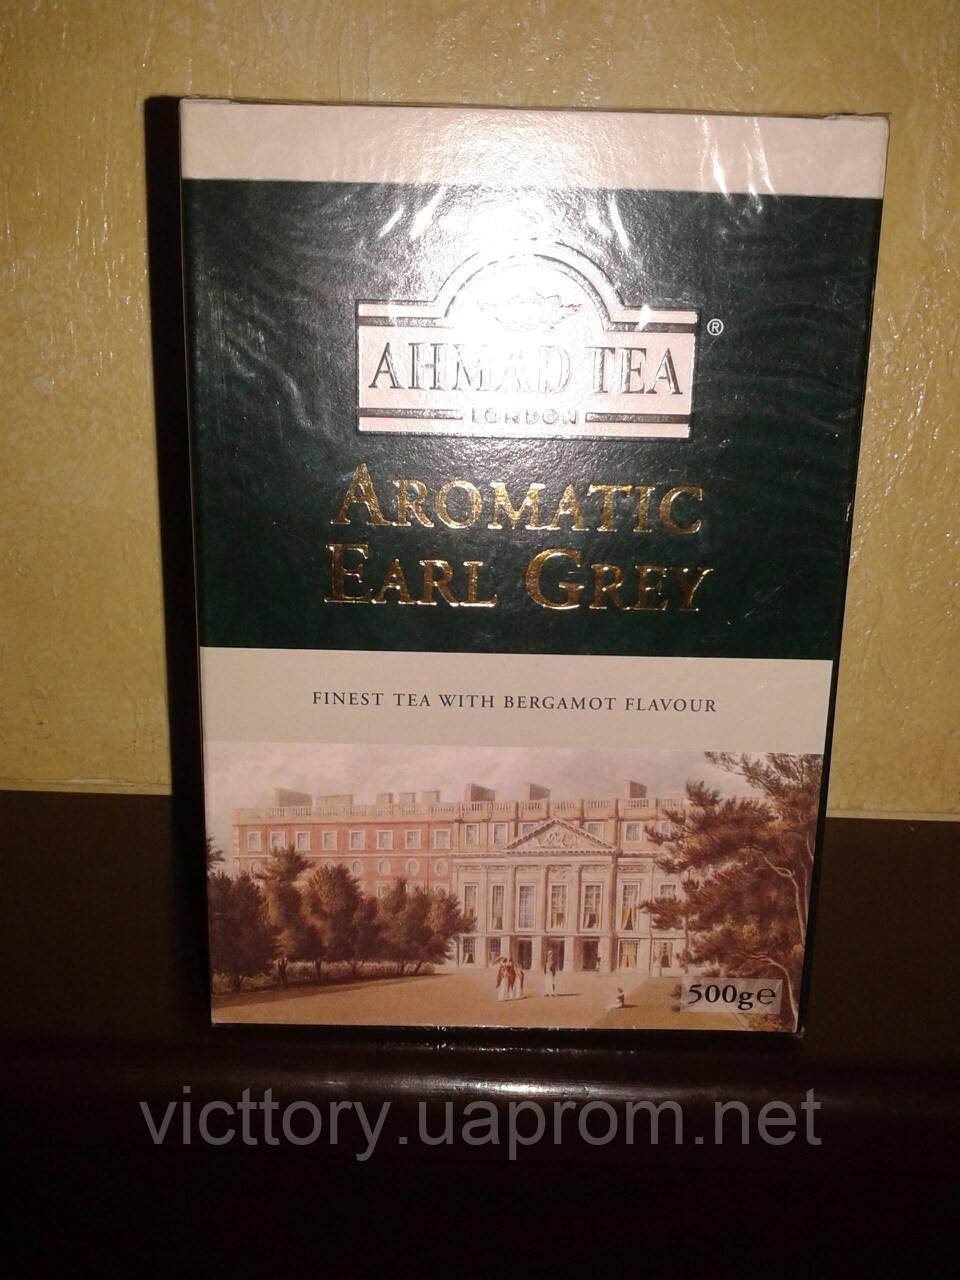 AHMAD TEA ®
LONDON
AROMATIC
EARL GREY
FINEST TEA WITH BERGAMOT FLAVOUR
500g℮
victtory.uaprom.net